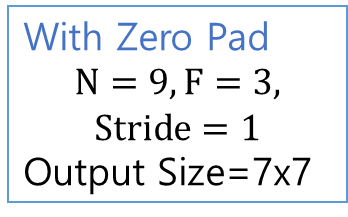 With Zero Pad
N = 9, F = 3,
Stride = 1
Output Size=7x7